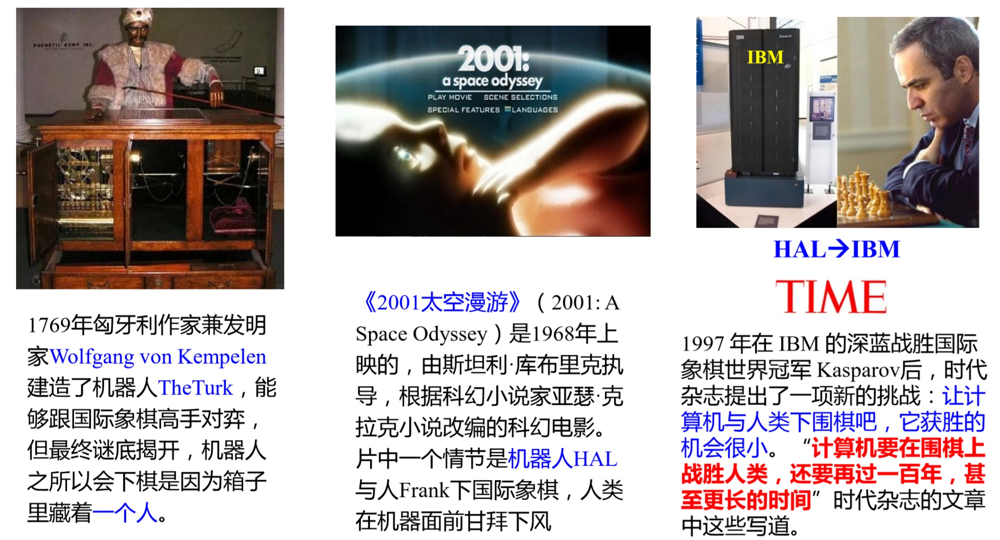 PHONETIC KEMP INC.
1769年匈牙利作家兼发明
家Wolfgang von Kempelen
建造了机器人TheTurk，能
够跟国际象棋高手对弈，
但最终谜底揭开，机器人
之所以会下棋是因为箱子
里藏着一个人。
2001:
a space odyssey
PLAY MOVIE SCENE SELECTIONS
SPECIAL FEATURES LANGUAGES
《2001太空漫游》（2001: A
Space Odyssey）是1968年上
映的，由斯坦利·库布里克执
导，根据科幻小说家亚瑟·克
拉克小说改编的科幻电影。
片中一个情节是机器人HAL
与人Frank下国际象棋，人类
在机器面前甘拜下风
IBM
IBM
HAL→IBM
TIME
1997 年在 IBM 的深蓝战胜国际
象棋世界冠军 Kasparov后，时代
杂志提出了一项新的挑战：让计
算机与人类下围棋吧，它获胜的
机会很小。“计算机要在围棋上
战胜人类，还要再过一百年，甚
至更长的时间”时代杂志的文章
中这些写道。